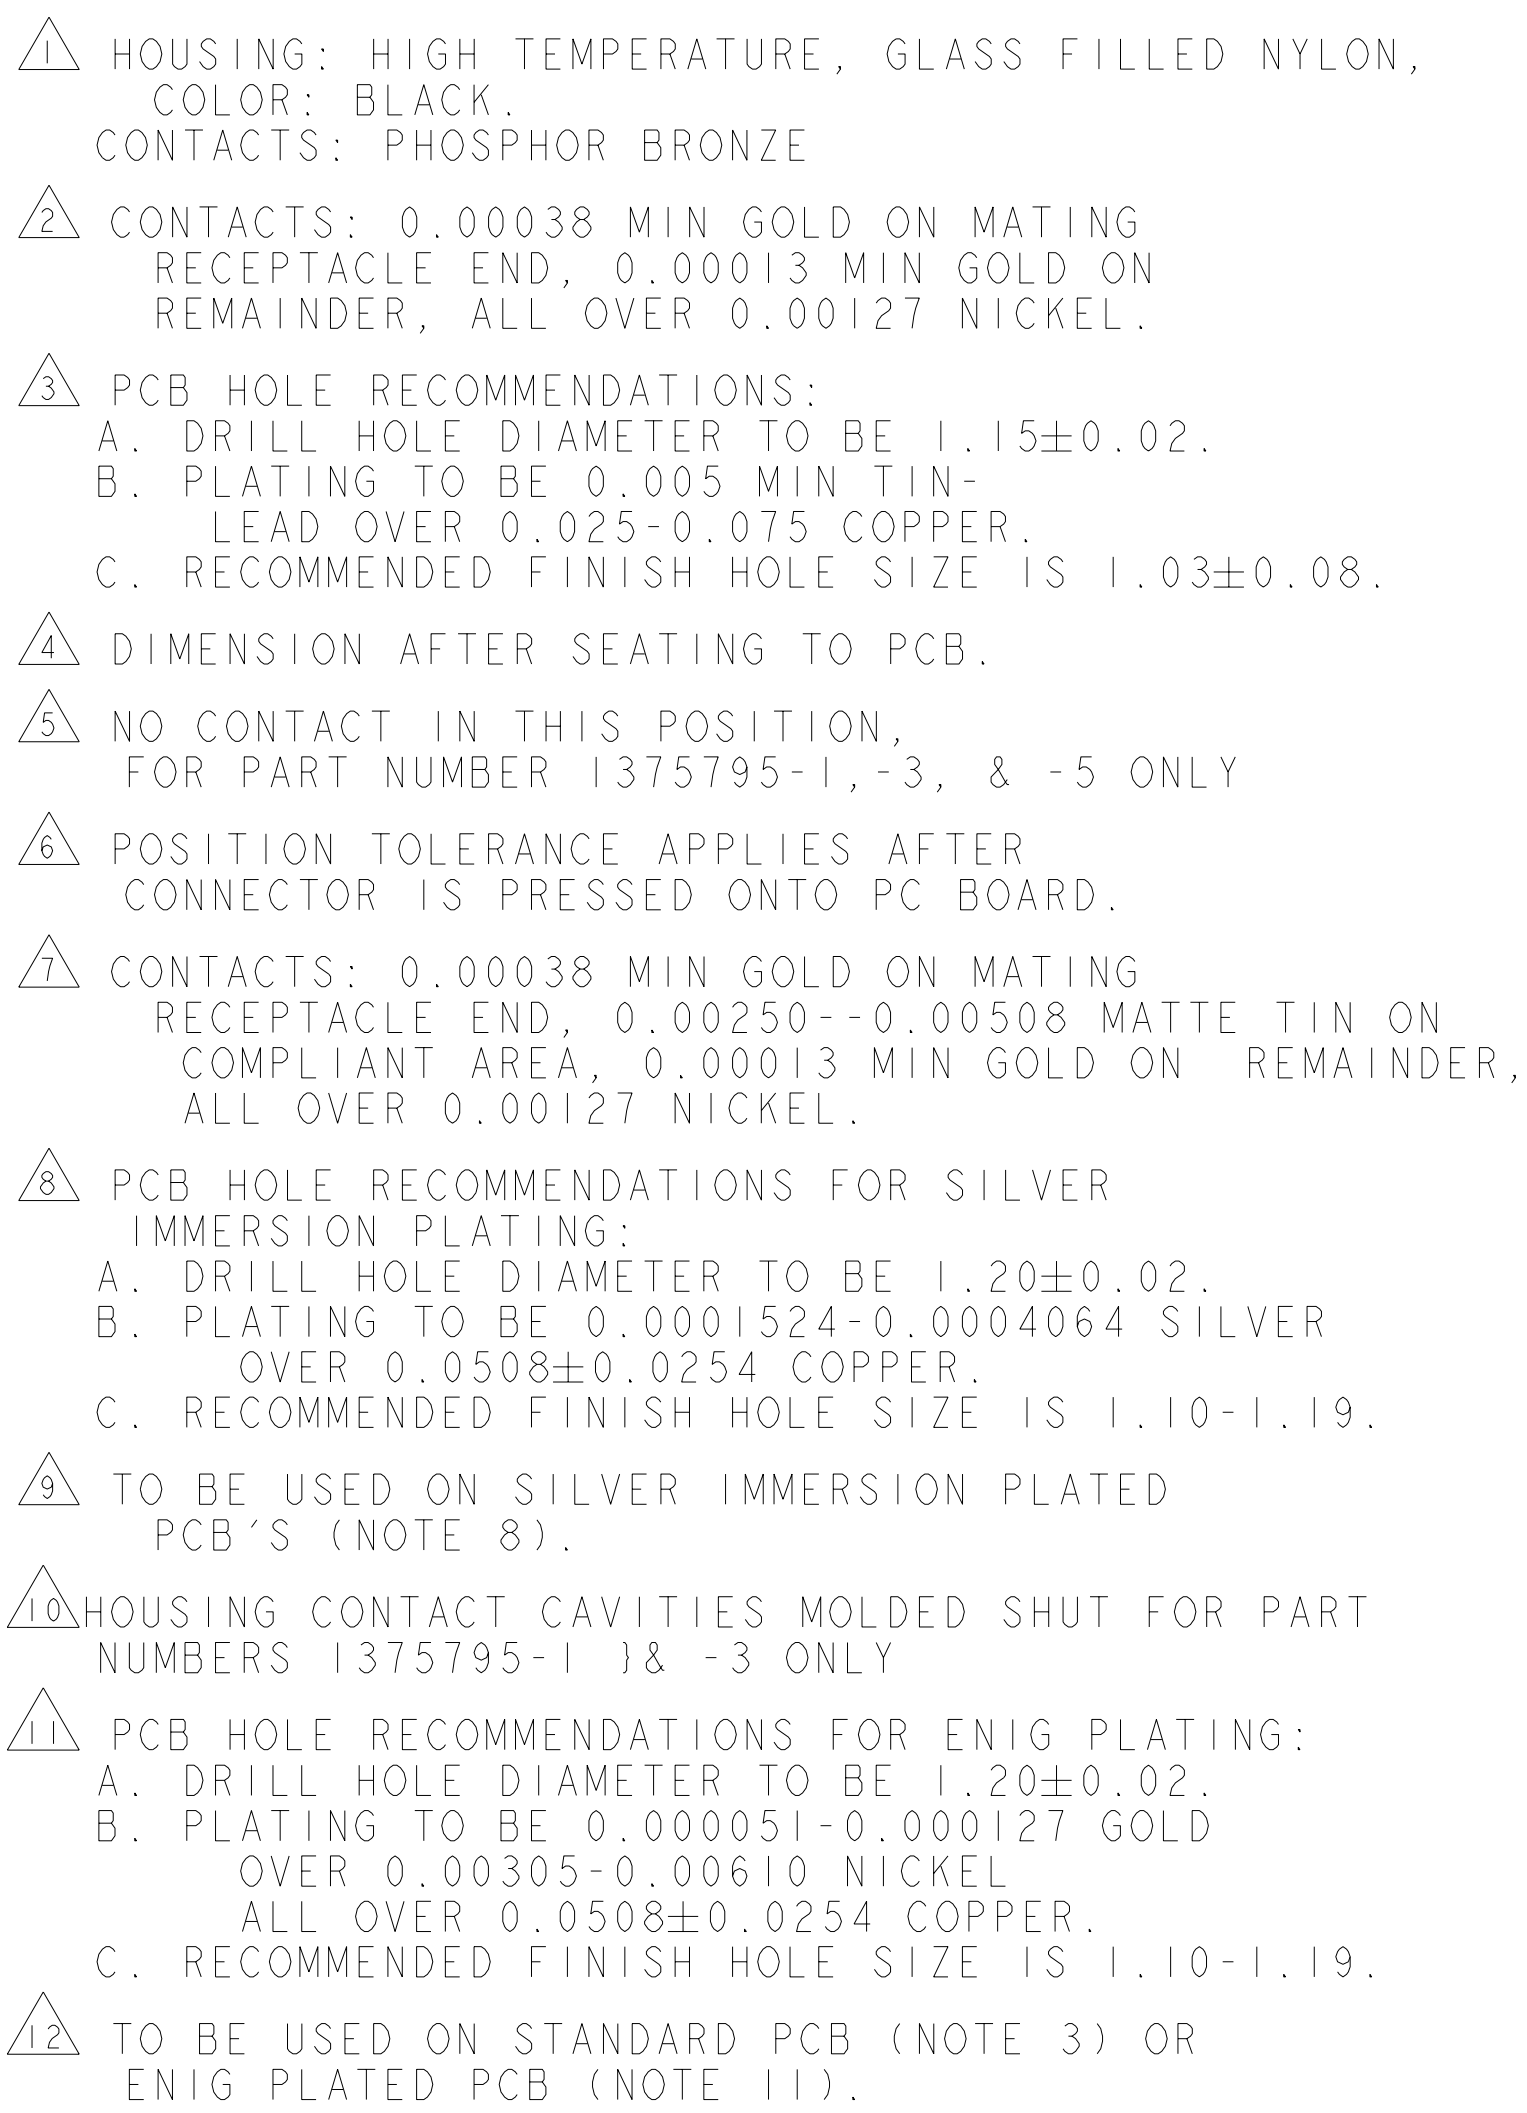 1 HOUSING: HIGH TEMPERATURE, GLASS FILLED NYLON,
COLOR: BLACK.
CONTACTS: PHOSPHOR BRONZE
2 CONTACTS: 0.00038 MIN GOLD ON MATING
RECEPTACLE END, 0.00013 MIN GOLD ON
REMAINDER, ALL OVER 0.00127 NICKEL.
3 PCB HOLE RECOMMENDATIONS:
A. DRILL HOLE DIAMETER TO BE 1.15±0.02.
B. PLATING TO BE 0.005 MIN TIN-
LEAD OVER 0.025-0.075 COPPER.
C. RECOMMENDED FINISH HOLE SIZE IS 1.03±0.08.
4 DIMENSION AFTER SEATING TO PCB.
5 NO CONTACT IN THIS POSITION,
FOR PART NUMBER 1375795-1,-3, & -5 ONLY
6 POSITION TOLERANCE APPLIES AFTER
CONNECTOR IS PRESSED ONTO PC BOARD.
7 CONTACTS: 0.00038 MIN GOLD ON MATING
RECEPTACLE END, 0.00250--0.00508 MATTE TIN ON
COMPLIANT AREA, 0.00013 MIN GOLD ON REMAINDER,
ALL OVER 0.00127 NICKEL.
8 PCB HOLE RECOMMENDATIONS FOR SILVER
IMMERSION PLATING:
A. DRILL HOLE DIAMETER TO BE 1.20±0.02.
B. PLATING TO BE 0.0001524-0.0004064 SILVER
OVER 0.0508±0.0254 COPPER.
C. RECOMMENDED FINISH HOLE SIZE IS 1.10-1.19.
9 TO BE USED ON SILVER IMMERSION PLATED
PCB'S (NOTE 8).
10 HOUSING CONTACT CAVITIES MOLDED SHUT FOR PART
NUMBERS 1375795-1 }& -3 ONLY
11 PCB HOLE RECOMMENDATIONS FOR ENIG PLATING:
A. DRILL HOLE DIAMETER TO BE 1.20±0.02.
B. PLATING TO BE 0.000051-0.000127 GOLD
OVER 0.00305-0.00610 NICKEL
ALL OVER 0.0508±0.0254 COPPER.
C. RECOMMENDED FINISH HOLE SIZE IS 1.10-1.19.
12 TO BE USED ON STANDARD PCB (NOTE 3) OR
ENIG PLATED PCB (NOTE 11).